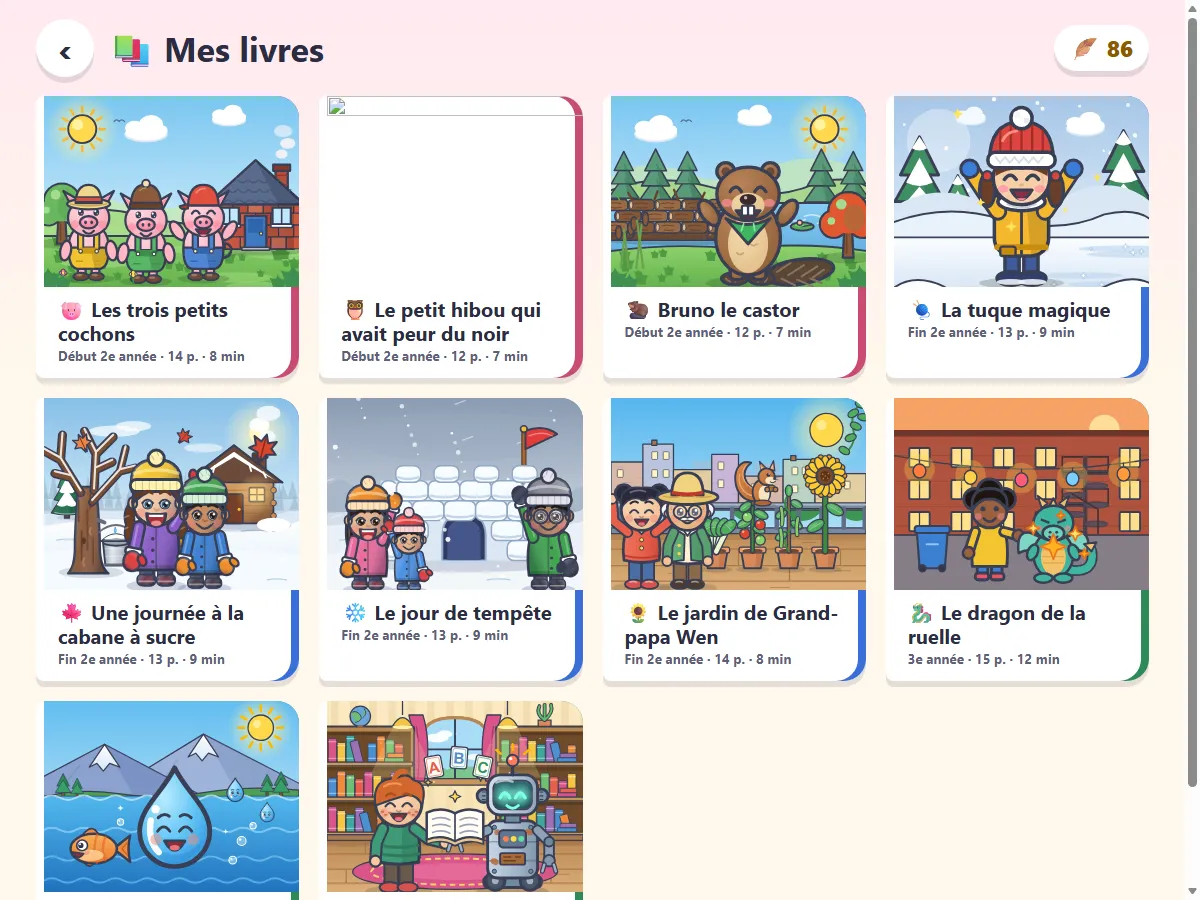 ‹ Mes livres
86
Les trois petits
cochons
Début 2e année · 14 p. · 8 min
Le petit hibou qui
avait peur du noir
Début 2e année · 12 p. · 7 min
Bruno le castor
Début 2e année · 12 p. · 7 min
La tuque magique
Fin 2e année · 13 p. · 9 min
Une journée à la
cabane à sucre
Fin 2e année · 13 p. · 9 min
Le jour de tempête
Fin 2e année · 13 p. · 9 min
Le jardin de Grand-
papa Wen
Fin 2e année · 14 p. · 8 min
Le dragon de la
ruelle
3e année · 15 p. · 12 min
A B C